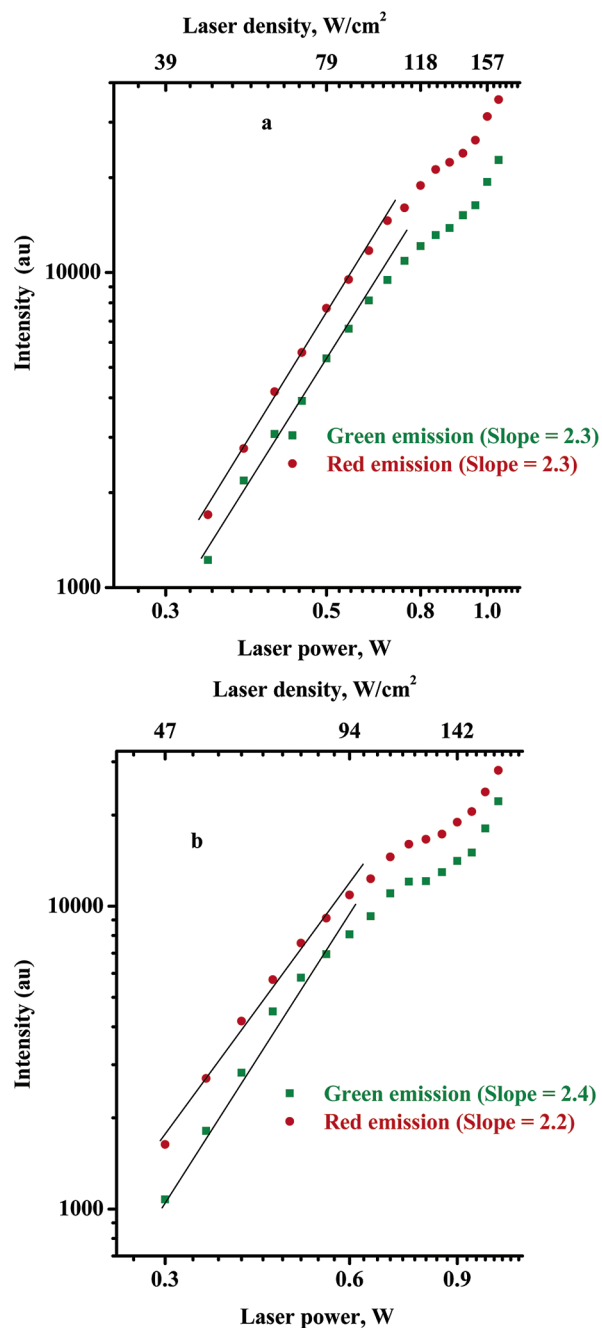 Laser density, W/cm²
39 79 118 157
a
10000
Intensity (au)
Green emission (Slope = 2.3)
Red emission (Slope = 2.3)
1000
0.3 0.5 0.8 1.0
Laser power, W
Laser density, W/cm²
47 94 142
b
10000
Intensity (au)
Green emission (Slope = 2.4)
Red emission (Slope = 2.2)
1000
0.3 0.6 0.9
Laser power, W